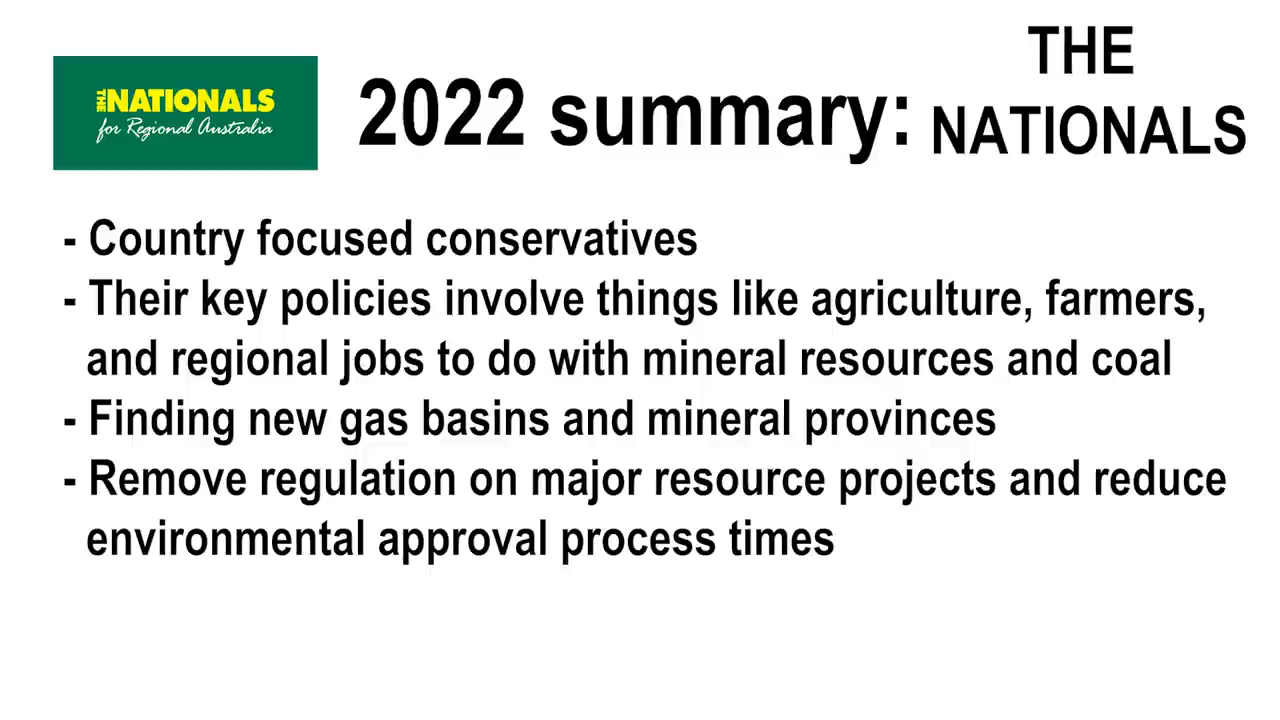 THE NATIONALS
for Regional Australia
2022 summary:
THE
NATIONALS
- Country focused conservatives
- Their key policies involve things like agriculture, farmers,
and regional jobs to do with mineral resources and coal
- Finding new gas basins and mineral provinces
- Remove regulation on major resource projects and reduce
environmental approval process times